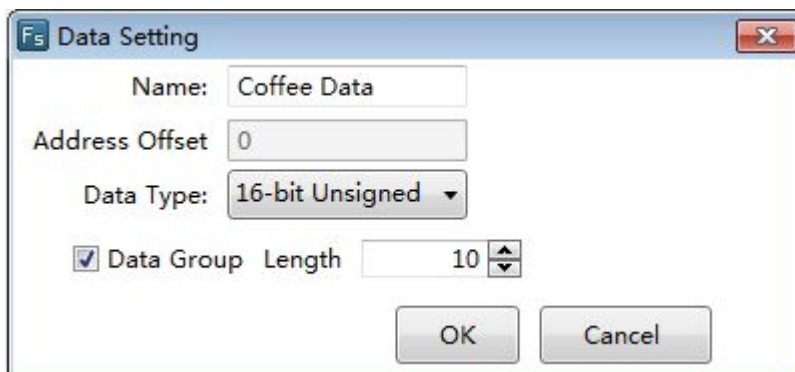 Fs Data Setting
Name: Coffee Data
Address Offset 0
Data Type: 16-bit Unsigned
Data Group Length 10
OK Cancel